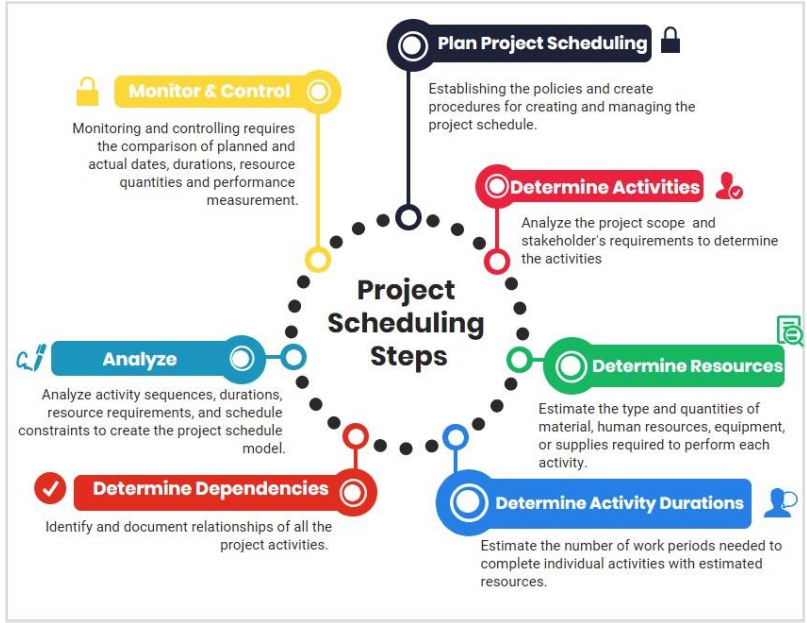 Plan Project Scheduling
Establishing the policies and create
procedures for creating and managing the
project schedule.
Determine Activities
Analyze the project scope and
stakeholder's requirements to determine
the activities
Determine Resources
Estimate the type and quantities of
material, human resources, equipment,
or supplies required to perform each
activity.
Determine Activity Durations
Estimate the number of work periods needed to
complete individual activities with estimated
resources.
Determine Dependencies
Identify and document relationships of all the
project activities.
Analyze
Analyze activity sequences, durations,
resource requirements, and schedule
constraints to create the project schedule
model.
Monitor & Control
Monitoring and controlling requires
the comparison of planned and
actual dates, durations, resource
quantities and performance
measurement.
Project
Scheduling
Steps